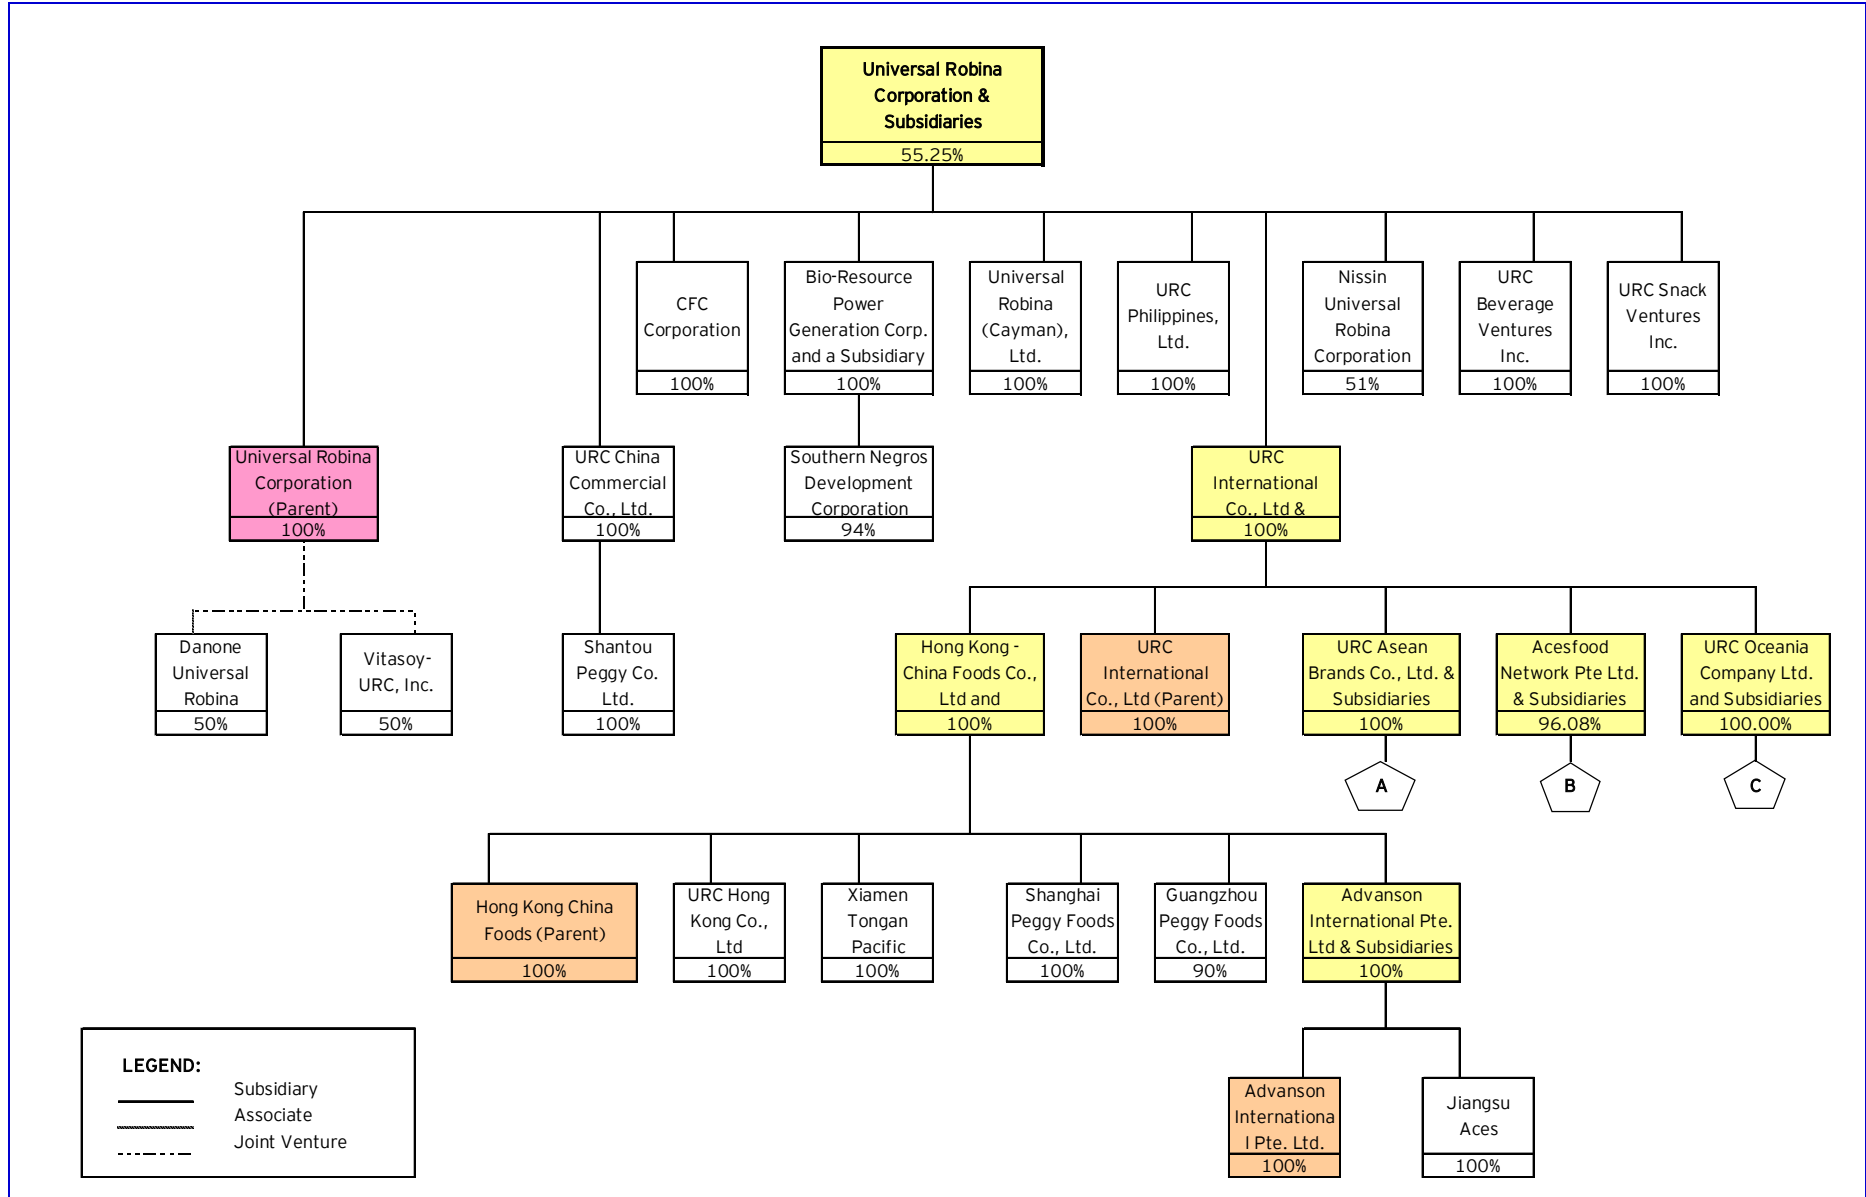 Universal Robina
Corporation &
Subsidiaries
55.25%
CFC
Corporation
100%
Bio-Resource
Power
Generation Corp.
and a Subsidiary
100%
Universal
Robina
(Cayman),
Ltd.
100%
URC
Philippines,
Ltd.
100%
Nissin
Universal
Robina
Corporation
51%
URC
Beverage
Ventures
Inc.
100%
URC Snack
Ventures
Inc.
100%
Universal Robina
Corporation
(Parent)
100%
URC China
Commercial
Co., Ltd.
100%
Southern Negros
Development
Corporation
94%
URC
International
Co., Ltd &
100%
Danone
Universal
Robina
50%
Vitasoy-
URC, Inc.
50%
Shantou
Peggy Co.
Ltd.
100%
Hong Kong -
China Foods Co.,
Ltd and
100%
URC
International
Co., Ltd (Parent)
100%
URC Asean
Brands Co., Ltd. &
Subsidiaries
100%
Acesfood
Network Pte Ltd.
& Subsidiaries
96.08%
URC Oceania
Company Ltd.
and Subsidiaries
100.00%
A
B
C
Hong Kong China
Foods (Parent)
100%
URC Hong
Kong Co.,
Ltd
100%
Xiamen
Tongan
Pacific
100%
Shanghai
Peggy Foods
Co., Ltd.
100%
Guangzhou
Peggy Foods
Co., Ltd.
90%
Advanson
International Pte.
Ltd & Subsidiaries
100%
Advanson
Internationa
l Pte. Ltd.
100%
Jiangsu
Aces
100%
LEGEND:
Subsidiary
Associate
Joint Venture